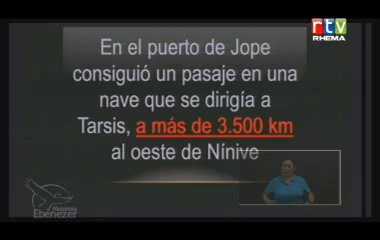 rtv
RHEMA
En el puerto de Jope
consiguió un pasaje en una
nave que se dirigía a
Tarsis, a más de 3.500 km
al oeste de Nínive
Ministerios
Ebenezer